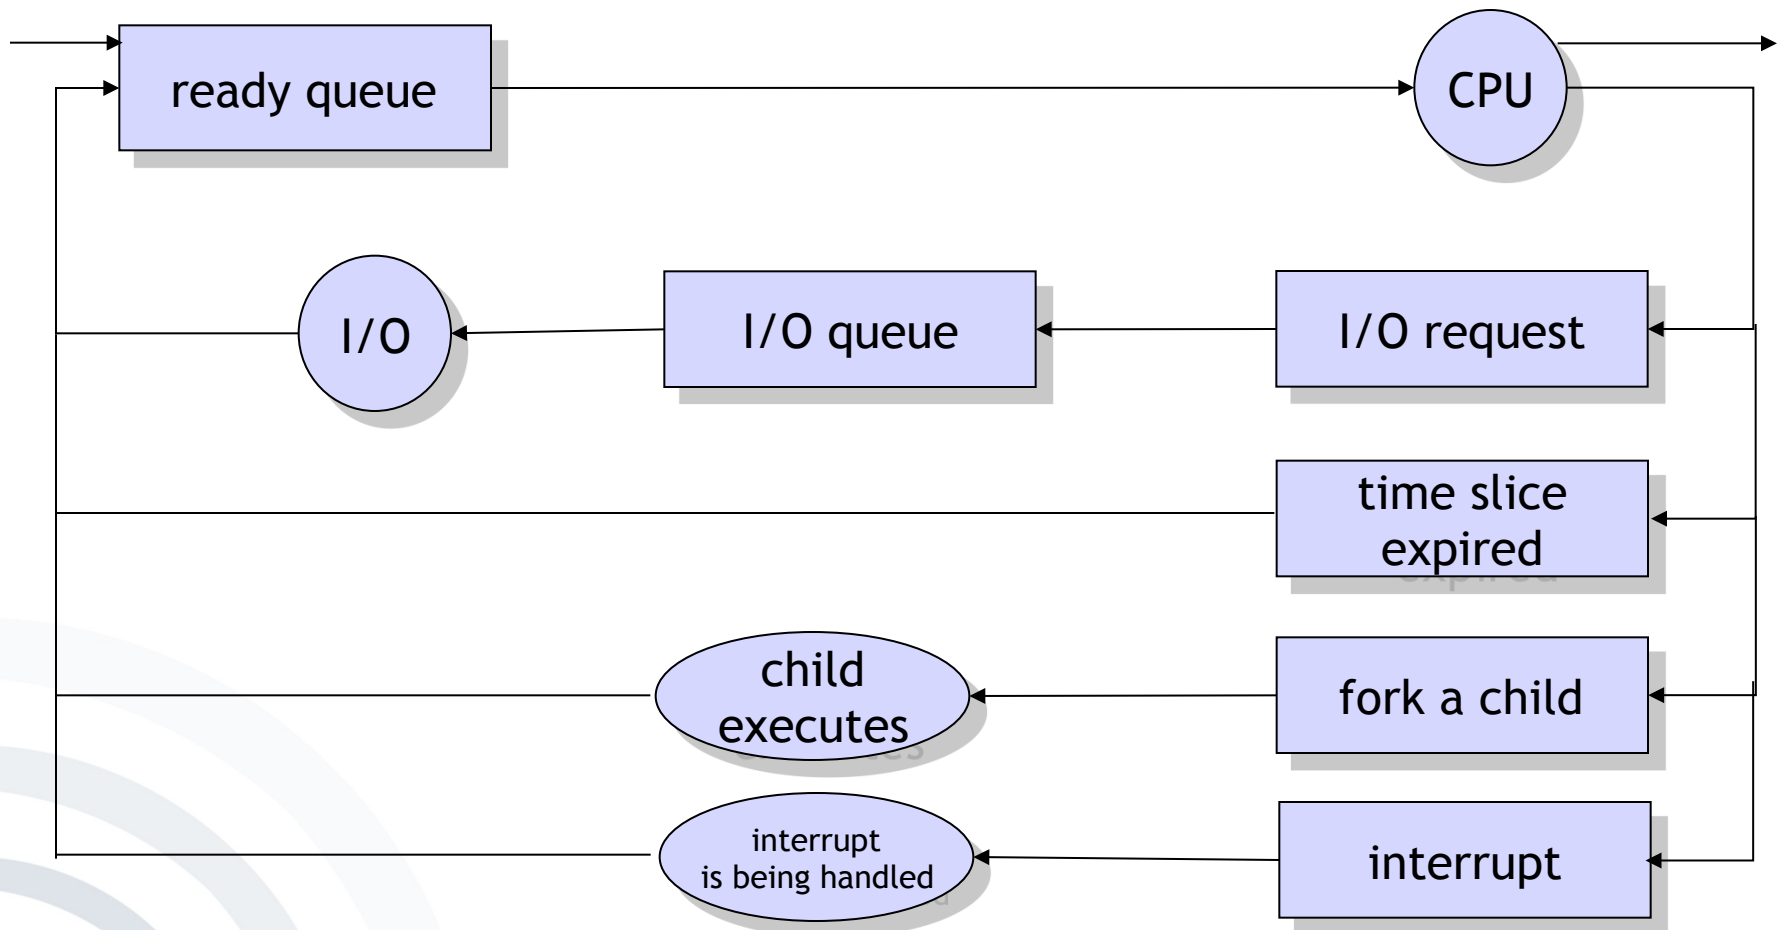 ready queue
CPU
I/O
I/O queue
I/O request
time slice
expired
child
executes
fork a child
interrupt
is being handled
interrupt